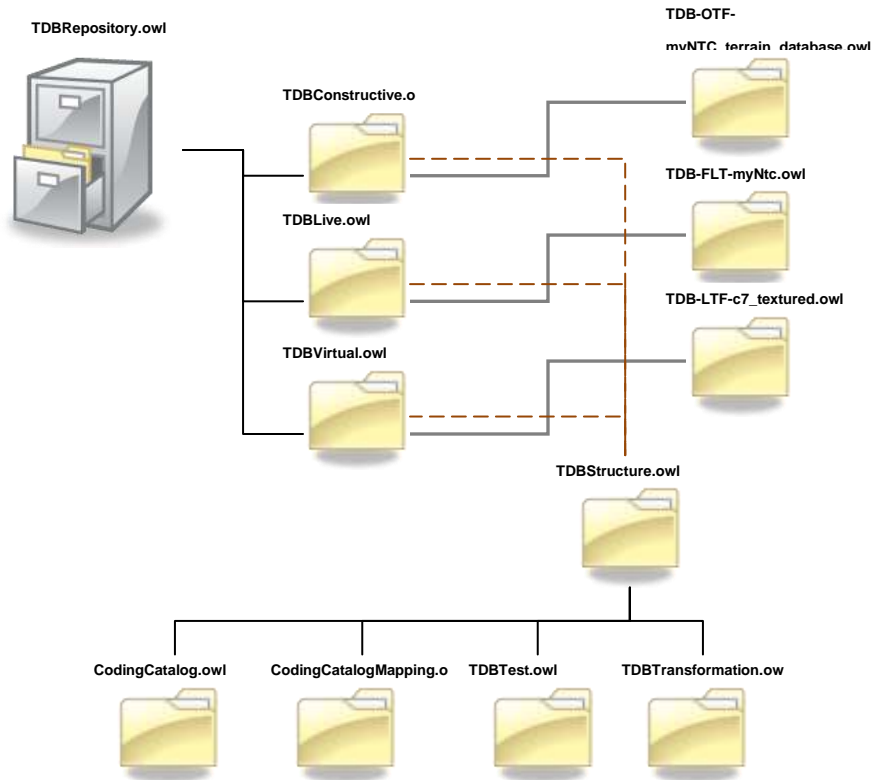 TDBRepository.owl
TDB-OTF-
myNTC_terrain_database.owl
TDBConstructive.o
TDB-FLT-myNtc.owl
TDBLive.owl
TDB-LTF-c7_textured.owl
TDBVirtual.owl
TDBStructure.owl
CodingCatalog.owl
CodingCatalogMapping.o
TDBTest.owl
TDBTransformation.ow